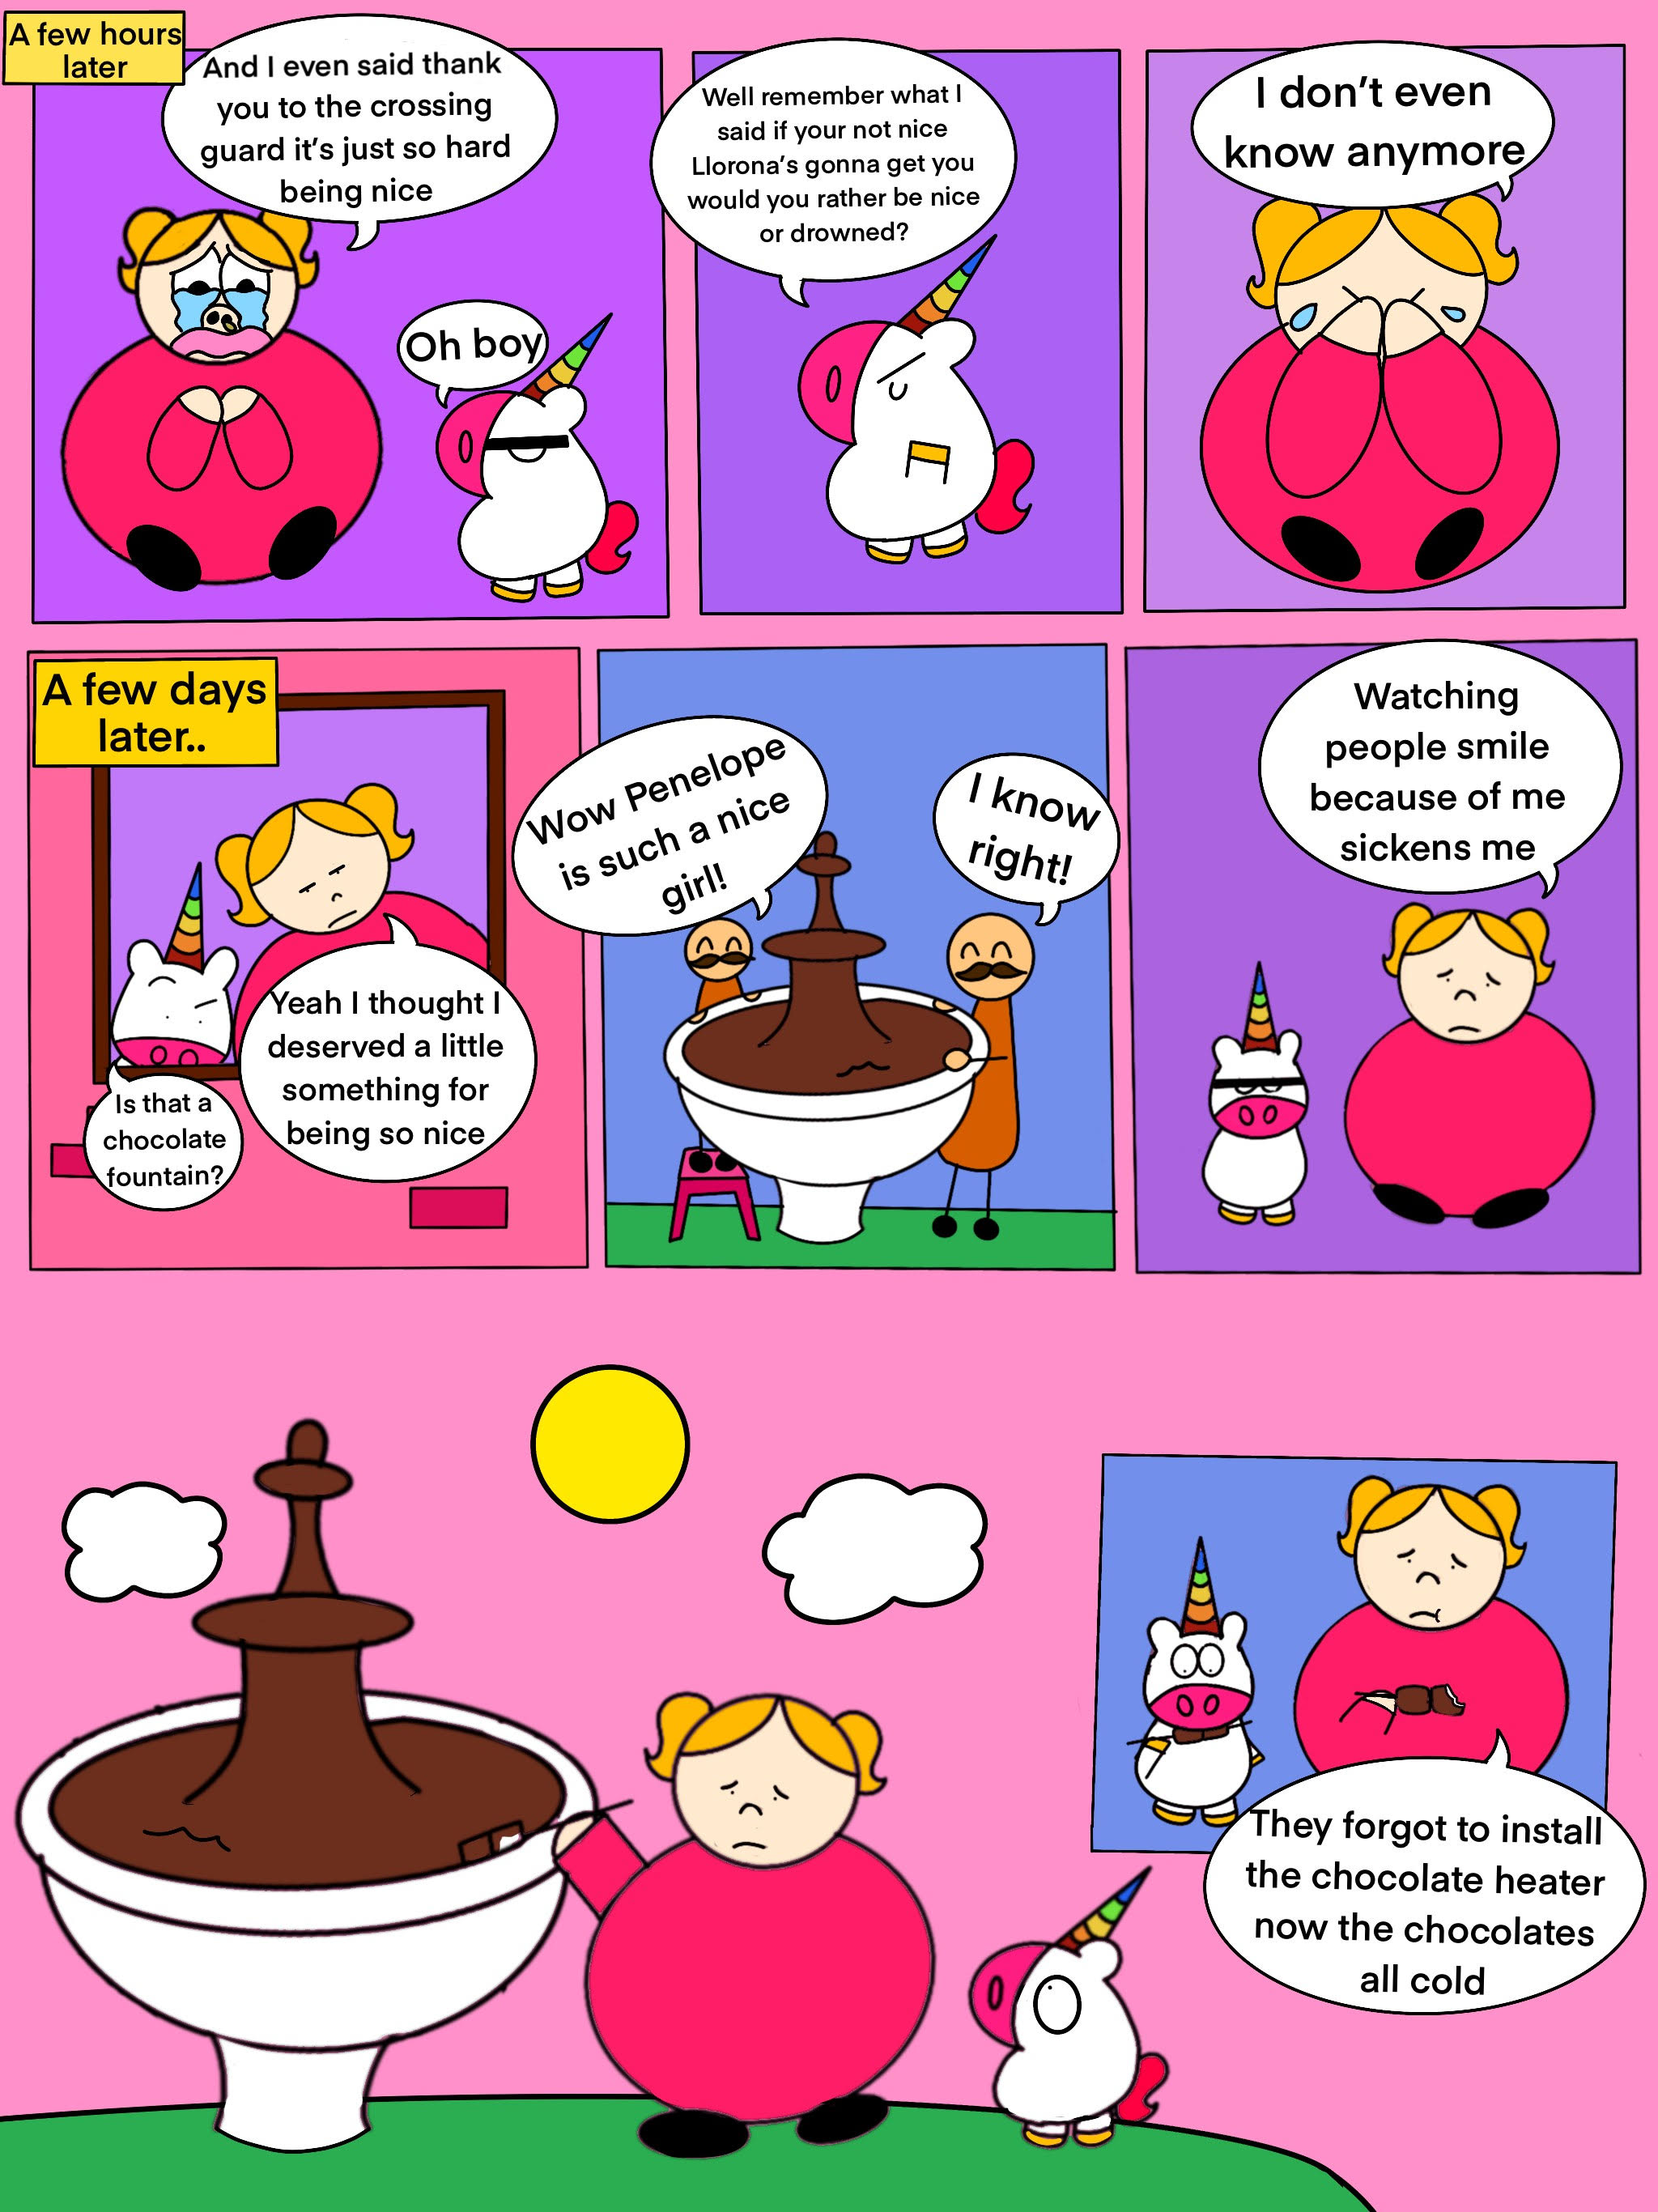 A few hours
later
And I even said thank
you to the crossing
guard it's just so hard
being nice
Oh boy
Well remember what I
said if your not nice
Llorona's gonna get you
would you rather be nice
or drowned?
I don't even
know anymore
A few days
later..
Is that a
chocolate
fountain?
Yeah I thought I
deserved a little
something for
being so nice
Wow Penelope
is such a nice
girl!
I know
right!
Watching
people smile
because of me
sickens me
They forgot to install
the chocolate heater
now the chocolates
all cold